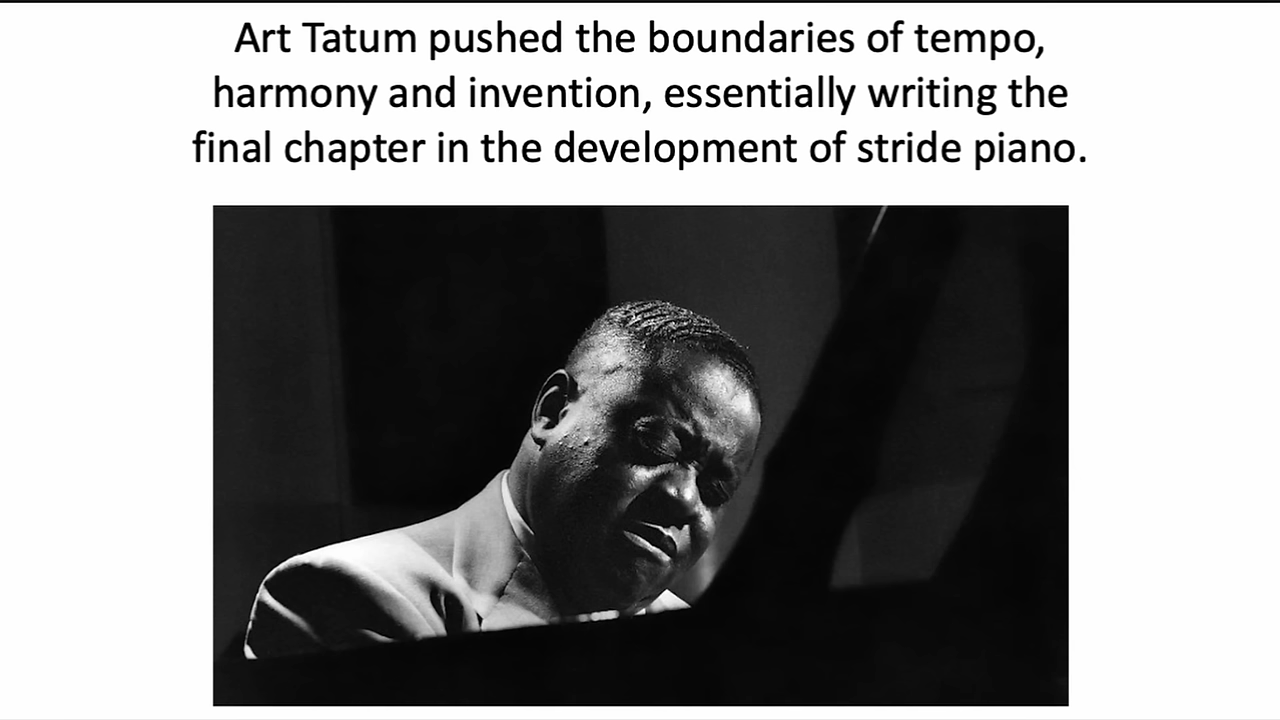 Art Tatum pushed the boundaries of tempo,
harmony and invention, essentially writing the
final chapter in the development of stride piano.